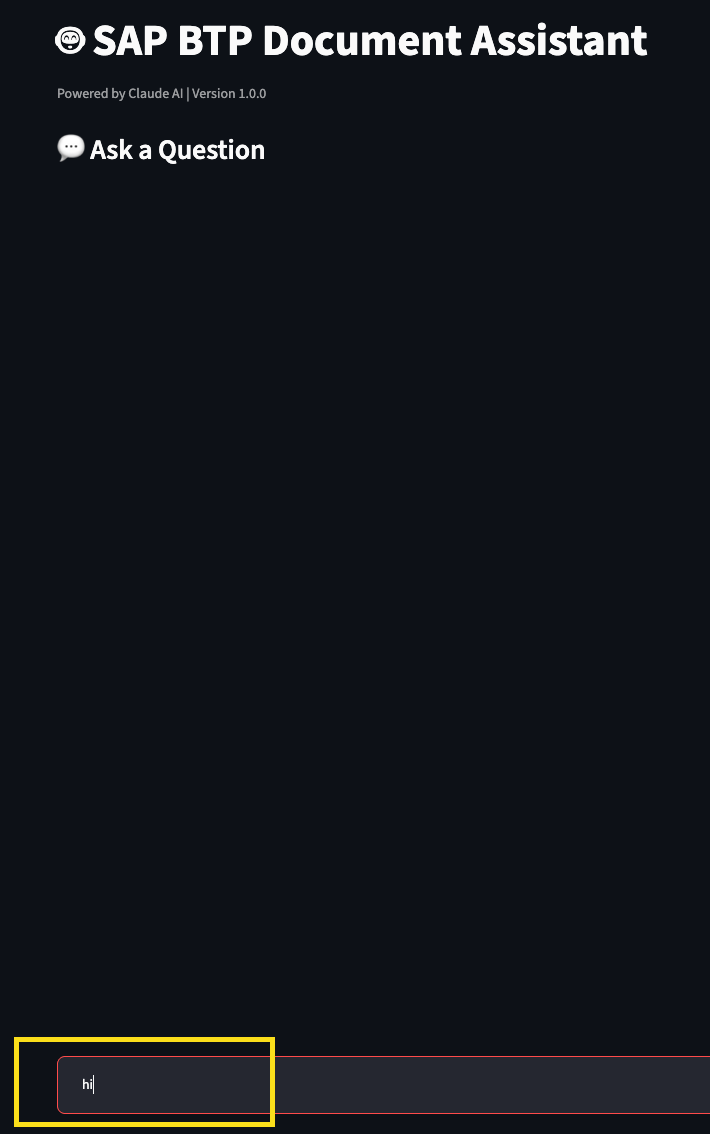 SAP BTP Document Assistant
Powered by Claude AI | Version 1.0.0
Ask a Question
hi